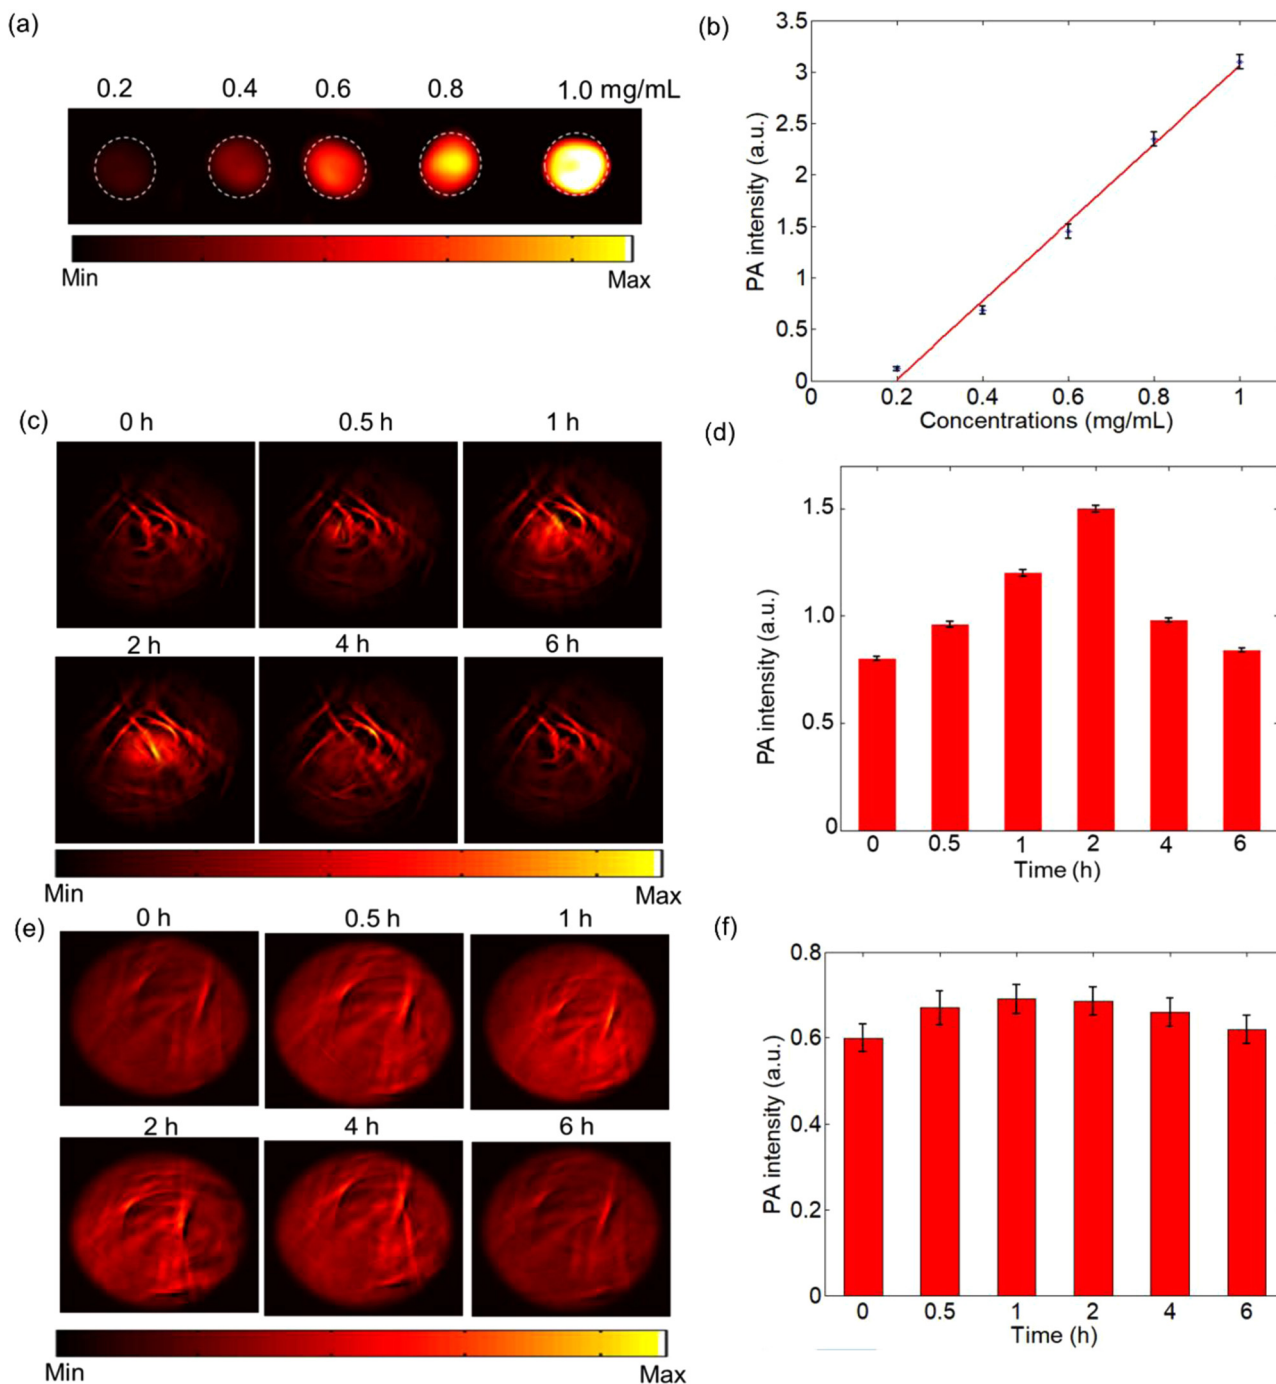 (a)
0.2 0.4 0.6 0.8 1.0 mg/mL
Min Max
(b)
3.5
3
2.5
2
1.5
1
0.5
0
0 0.2 0.4 0.6 0.8 1
PA intensity (a.u.)
Concentrations (mg/mL)
(c)
0 h 0.5 h 1 h
2 h 4 h 6 h
Min Max
(d)
1.5
1.0
0.5
0
0 0.5 1 2 4 6
PA intensity (a.u.)
Time (h)
(e)
0 h 0.5 h 1 h
2 h 4 h 6 h
Min Max
(f)
0.8
0.6
0.4
0.2
0
0 0.5 1 2 4 6
PA intensity (a.u.)
Time (h)